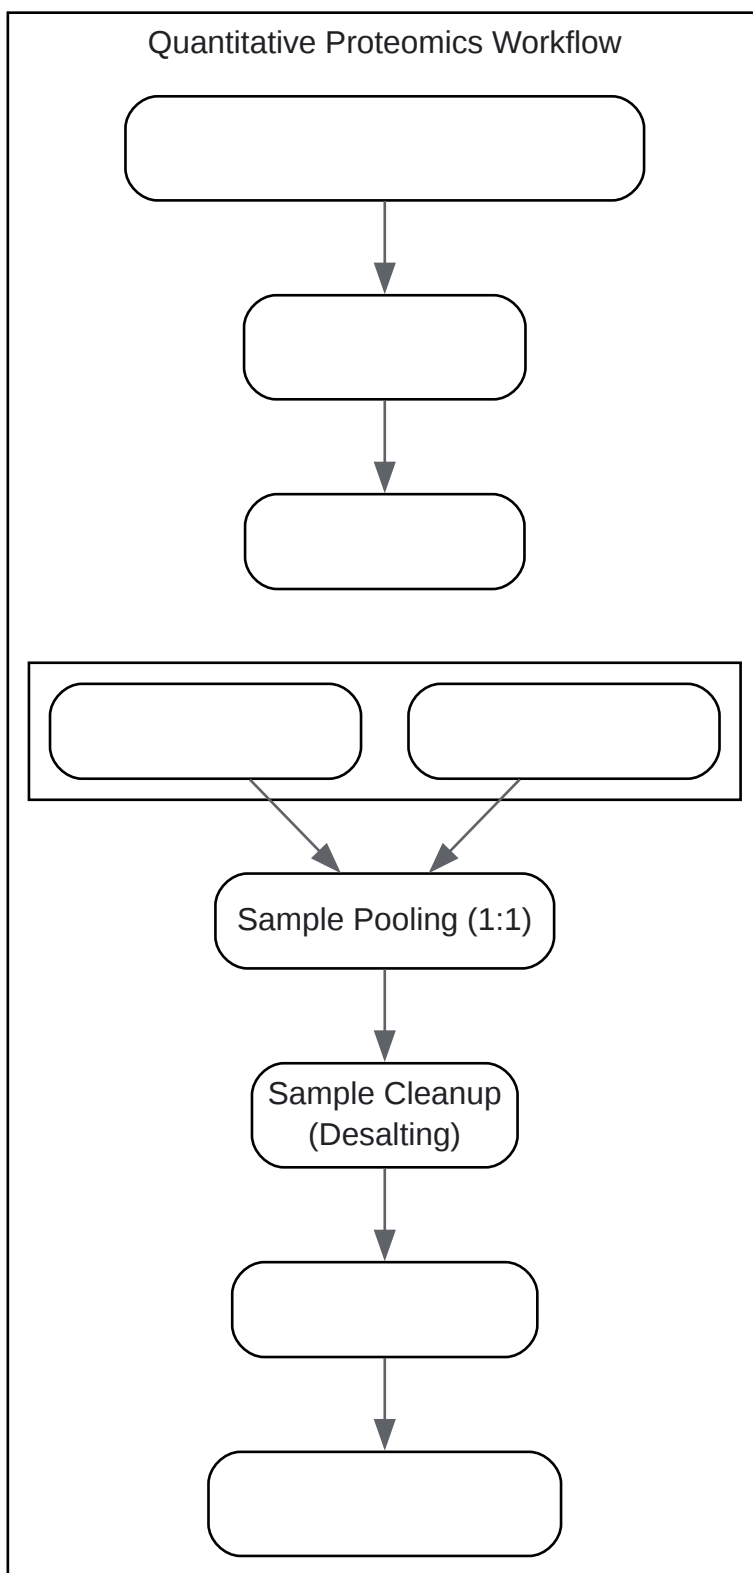 Quantitative Proteomics Workflow
Sample Pooling (1:1)
Sample Cleanup
(Desalting)